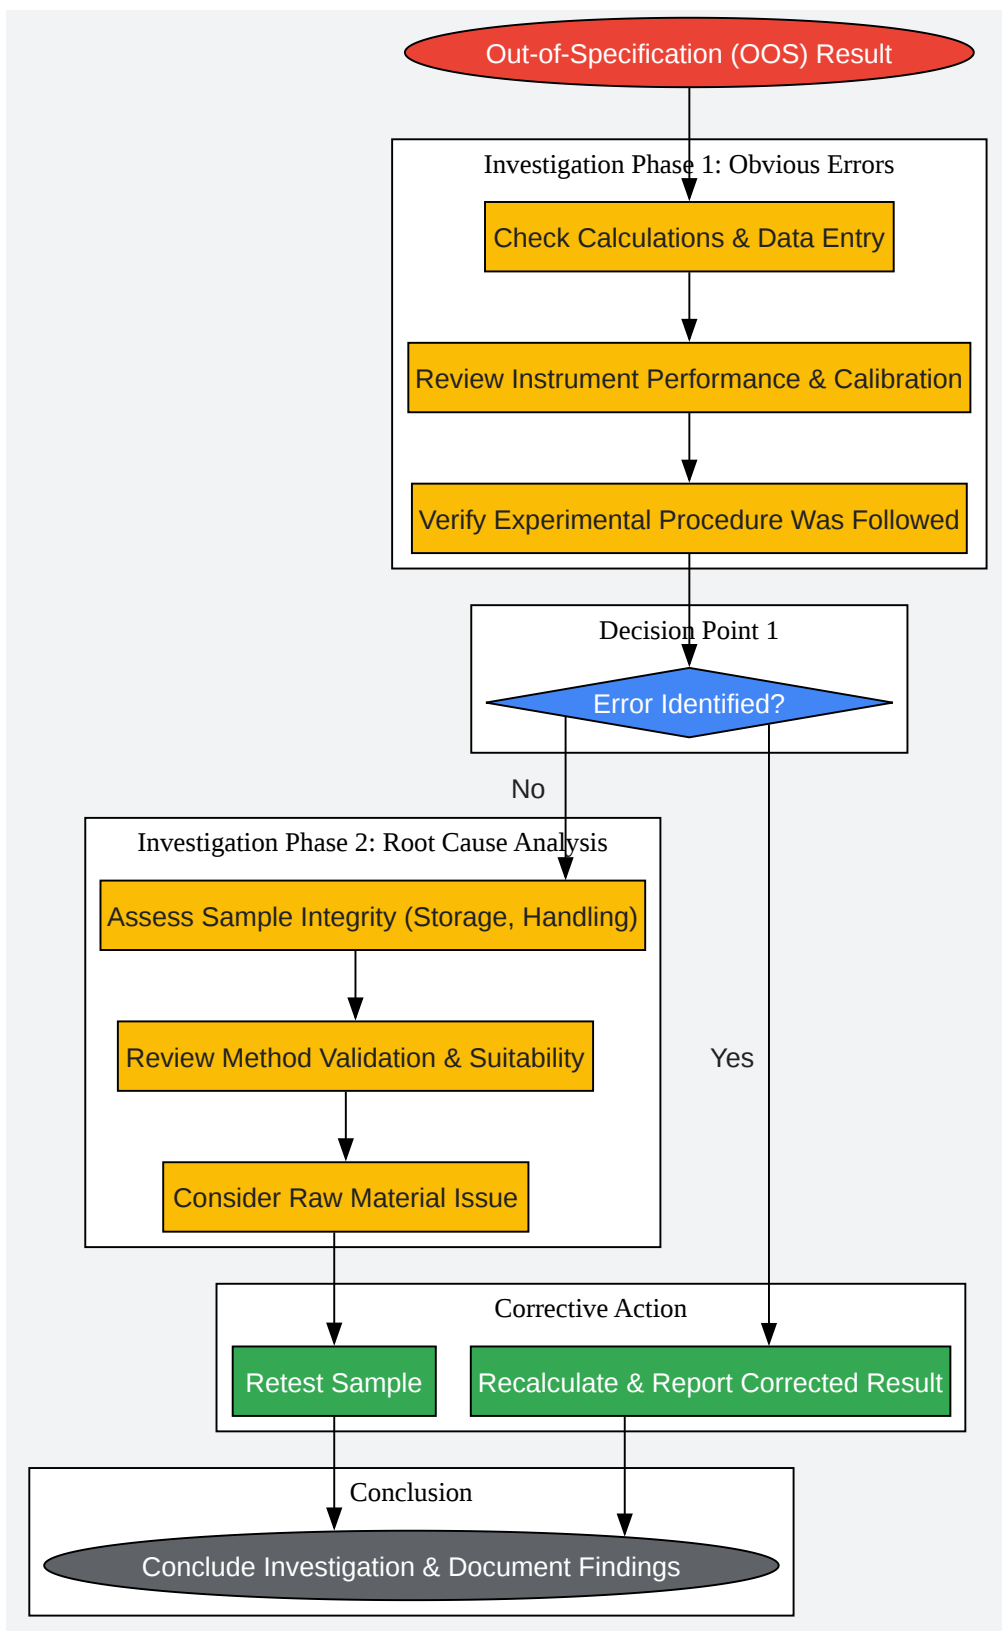 Out-of-Specification (OOS) Result
Investigation Phase 1: Obvious Errors
Check Calculations & Data Entry
Review Instrument Performance & Calibration
Verify Experimental Procedure Was Followed
Decision Point 1
Error Identified?
No
Investigation Phase 2: Root Cause Analysis
Assess Sample Integrity (Storage, Handling)
Review Method Validation & Suitability
Yes
Consider Raw Material Issue
Corrective Action
Retest Sample
Recalculate & Report Corrected Result
Conclusion
Conclude Investigation & Document Findings